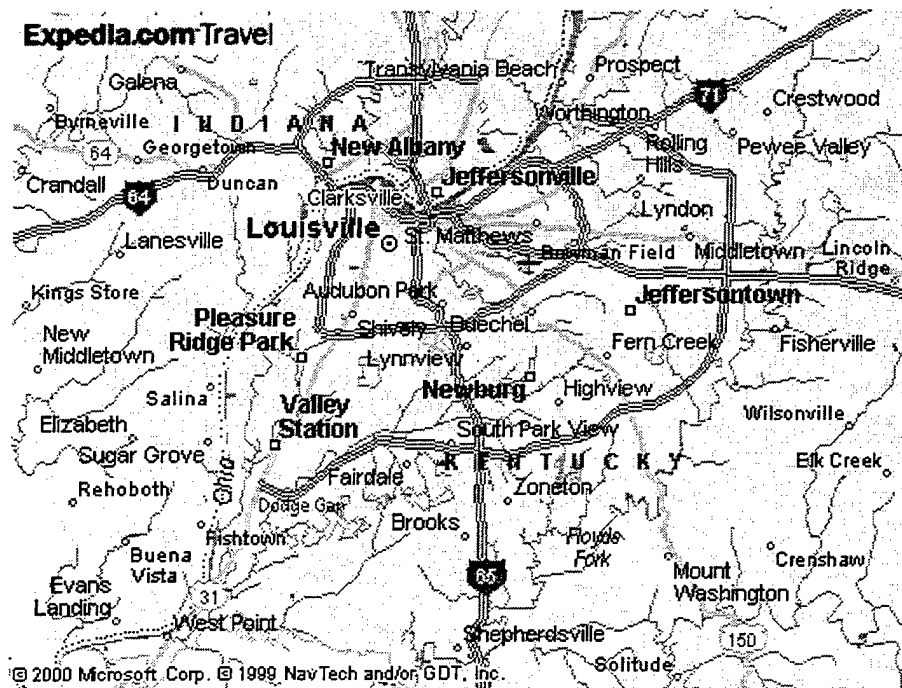 Expedia.com Travel
Galena
Transylvania Beach
Prospect
71
Crestwood
Byrneville
INDIANA
Worthington
64
Georgetown
New Albany
Rolling
Hills
Pewee Valley
Crandall
64
Duncan
Clarksville
Jeffersonville
Lyndon
Louisville
St. Matthews
Lanesville
Bowman Field
Middletown
Lincoln
Ridge
Kings Store
Audubon Park
Jeffersontown
Pleasure
Ridge Park
New
Middletown
Shively
Buechel
Lynnview
Fern Creek
Fisherville
Salina
Newburg
Highview
Elizabeth
Valley
Station
Wilsonville
Sugar Grove
South Park View
KENTUCKY
Elk Creek
Rehoboth
Ohio
Fairdale
Zoneton
Dodge Gap
Brooks
Fishtown
Floyds
Fork
Buena
Vista
Crenshaw
Evans
Landing
65
Mount
Washington
31
West Point
Shepherdsville
150
Solitude
© 2000 Microsoft Corp. © 1999 NavTech and/or GDT, Inc.